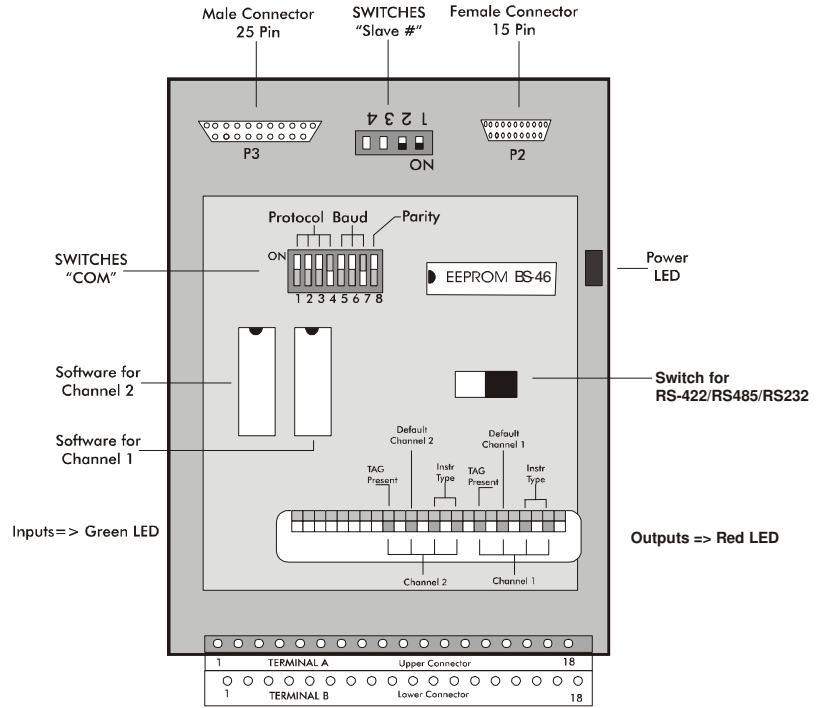 Male Connector
25 Pin
SWITCHES
“Slave #”
Female Connector
15 Pin
4 3 2 1
ON
P3
P2
Protocol Baud
Parity
ON
1 2 3 4 5 6 7 8
SWITCHES
“COM”
EEPROM BS-46
Power
LED
Software for
Channel 2
Switch for
RS-422/RS485/RS232
Software for
Channel 1
Default
Channel 2
Default
Channel 1
TAG
Present
Instr
Type
TAG
Present
Instr
Type
Inputs=> Green LED
Outputs => Red LED
Channel 2
Channel 1
1 TERMINAL A Upper Connector 18
1 TERMINAL B Lower Connector 18